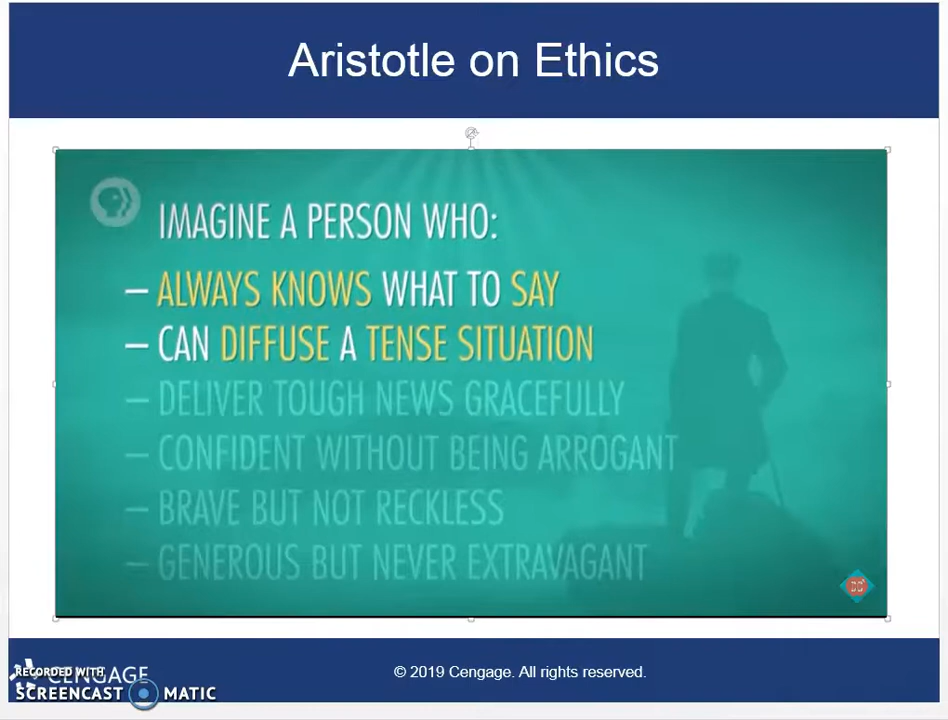 Aristotle on Ethics
IMAGINE A PERSON WHO:
– ALWAYS KNOWS WHAT TO SAY
– CAN DIFFUSE A TENSE SITUATION
– DELIVER TOUGH NEWS GRACEFULLY
– CONFIDENT WITHOUT BEING ARROGANT
– BRAVE BUT NOT RECKLESS
– GENEROUS BUT NEVER EXTRAVAGANT
CENGAGE
RECORDED WITH
SCREENCAST MATIC
© 2019 Cengage. All rights reserved.